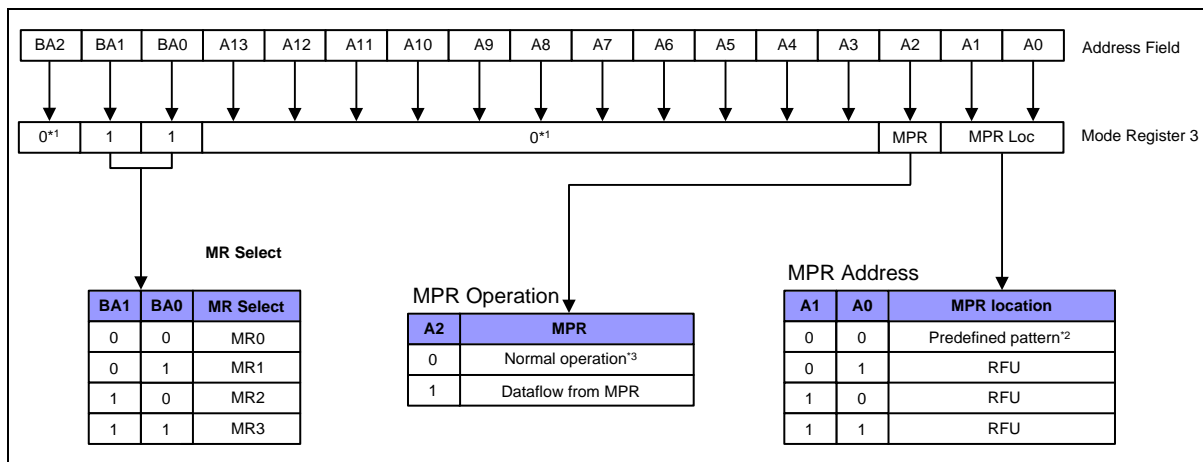 BA2 BA1 BA0 A13 A12 A11 A10 A9 A8 A7 A6 A5 A4 A3 A2 A1 A0 Address Field
0*1 1 1 0*1 MPR MPR Loc Mode Register 3
MR Select
BA1 BA0 MR Select
0 0 MR0
0 1 MR1
1 0 MR2
1 1 MR3
MPR Operation
A2 MPR
0 Normal operation*3
1 Dataflow from MPR
MPR Address
A1 A0 MPR location
0 0 Predefined pattern*2
0 1 RFU
1 0 RFU
1 1 RFU